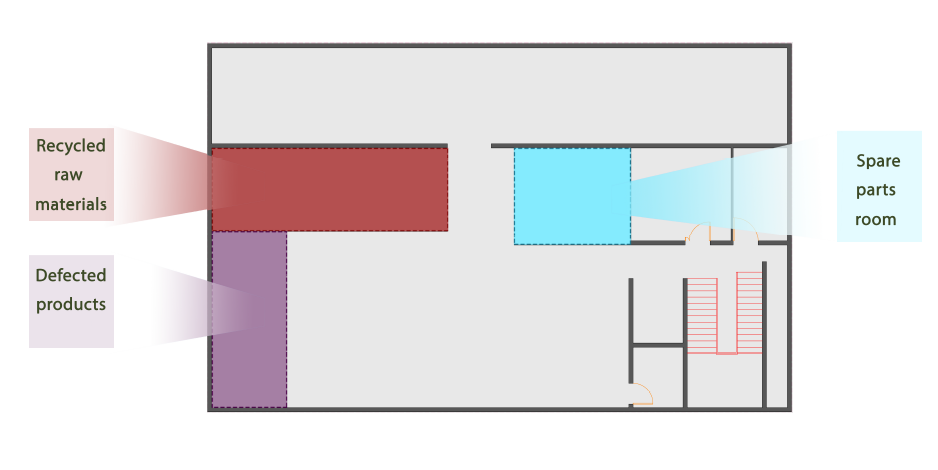 Recycled
raw
materials
Defected
products
Spare
parts
room